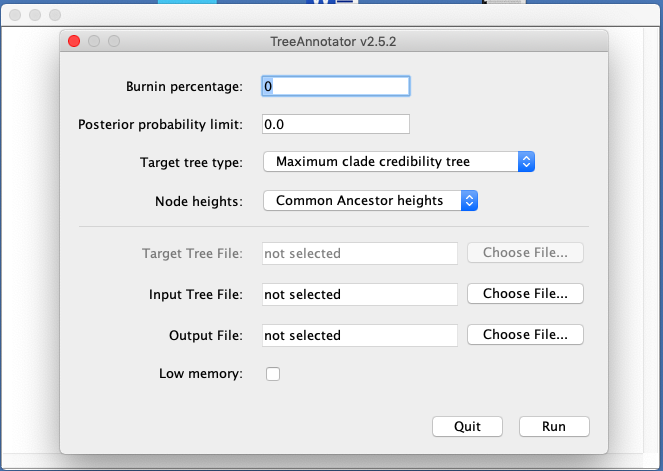 TreeAnnotator v2.5.2
Burnin percentage: 0
Posterior probability limit: 0.0
Target tree type: Maximum clade credibility tree
Node heights: Common Ancestor heights
Target Tree File: not selected Choose File...
Input Tree File: not selected Choose File...
Output File: not selected Choose File...
Low memory:
Quit Run